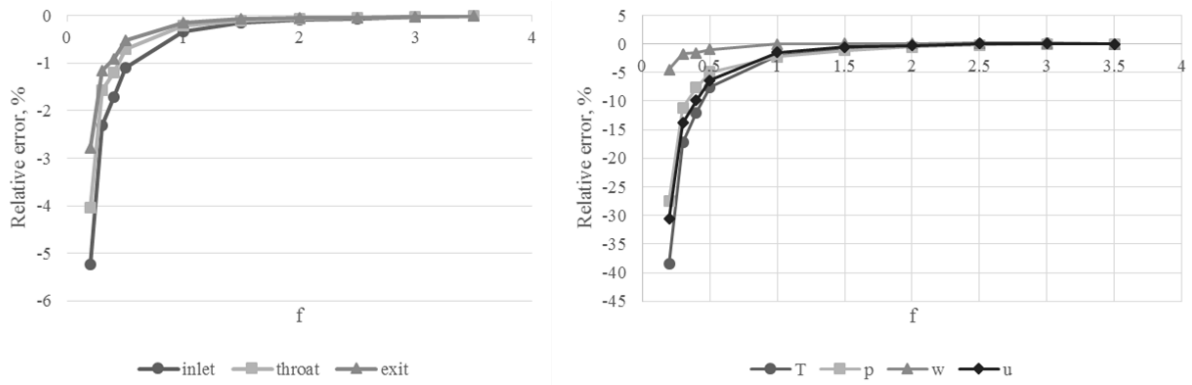 0
-1
-2
-3
-4
-5
-6
0 1 2 3 4
Relative error, %
f
inlet throat exit
5
0
-5
-10
-15
-20
-25
-30
-35
-40
-45
0 0.5 1 1.5 2 2.5 3 3.5 4
Relative error, %
f
T p w u